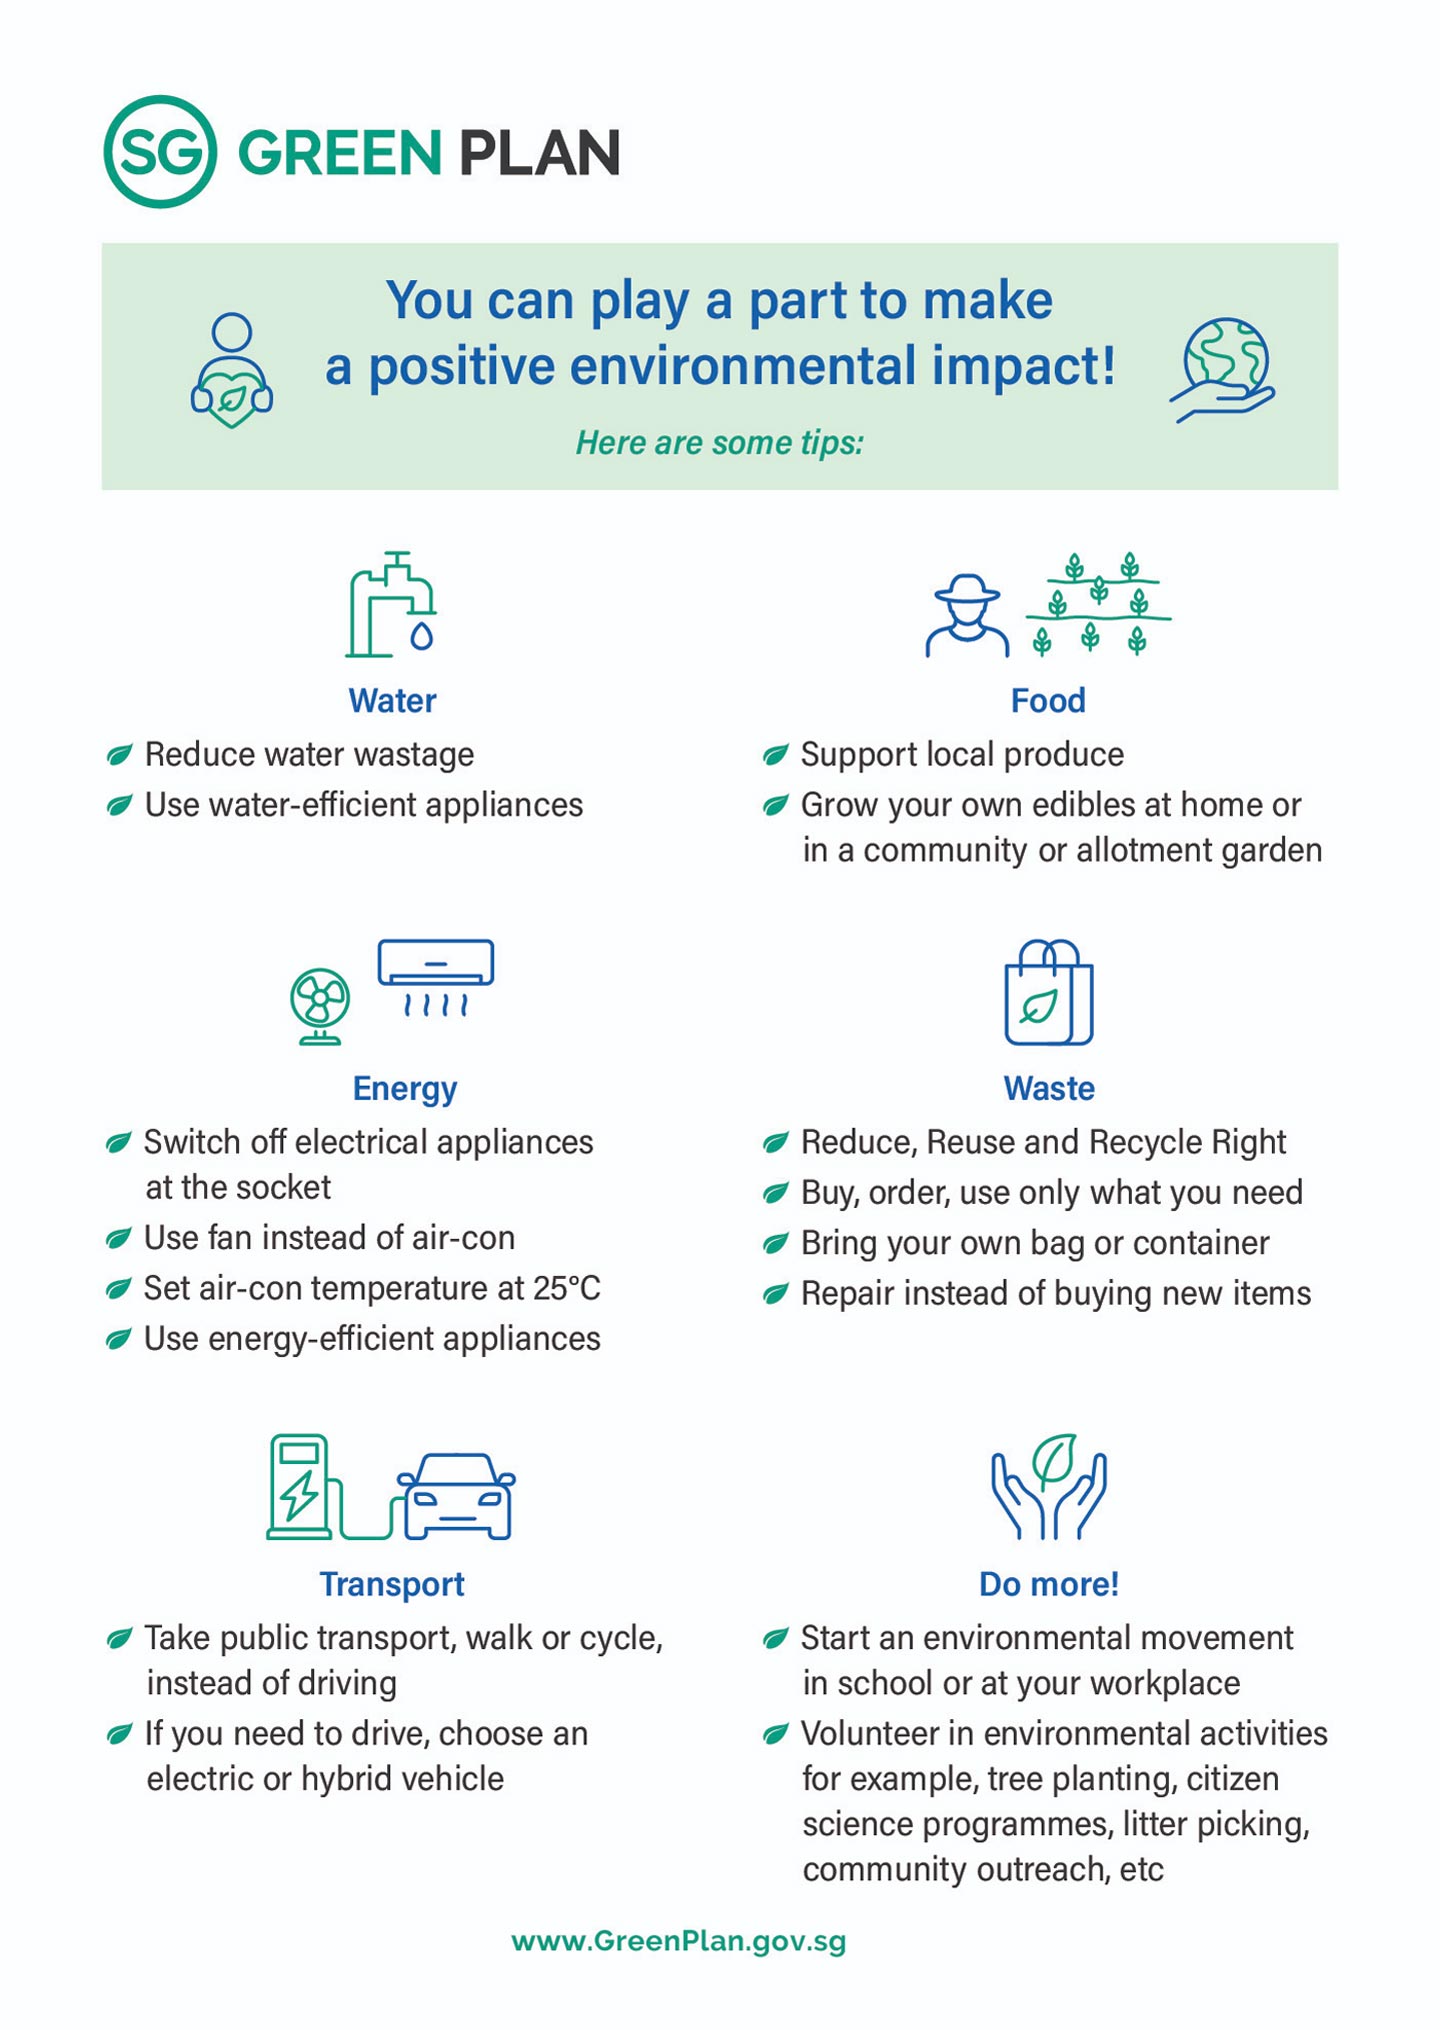 SG GREEN PLAN
You can play a part to make
a positive environmental impact!
Here are some tips:
Water
Reduce water wastage
Use water-efficient appliances
Food
Support local produce
Grow your own edibles at home or
in a community or allotment garden
Energy
Switch off electrical appliances
at the socket
Use fan instead of air-con
Set air-con temperature at 25°C
Use energy-efficient appliances
Waste
Reduce, Reuse and Recycle Right
Buy, order, use only what you need
Bring your own bag or container
Repair instead of buying new items
Transport
Take public transport, walk or cycle,
instead of driving
If you need to drive, choose an
electric or hybrid vehicle
Do more!
Start an environmental movement
in school or at your workplace
Volunteer in environmental activities
for example, tree planting, citizen
science programmes, litter picking,
community outreach, etc
www.GreenPlan.gov.sg